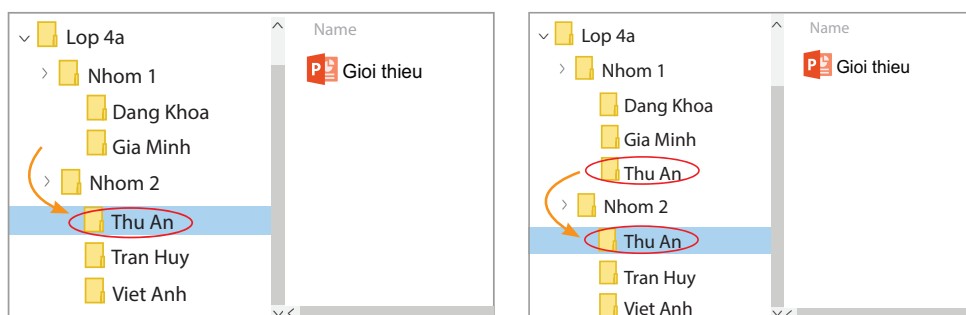 Lop 4a
Nhom 1
Dang Khoa
Gia Minh
Nhom 2
Thu An
Tran Huy
Viet Anh
Name
P Gioi thieu
Lop 4a
Nhom 1
Dang Khoa
Gia Minh
Thu An
Nhom 2
Thu An
Tran Huy
Viet Anh
Name
P Gioi thieu